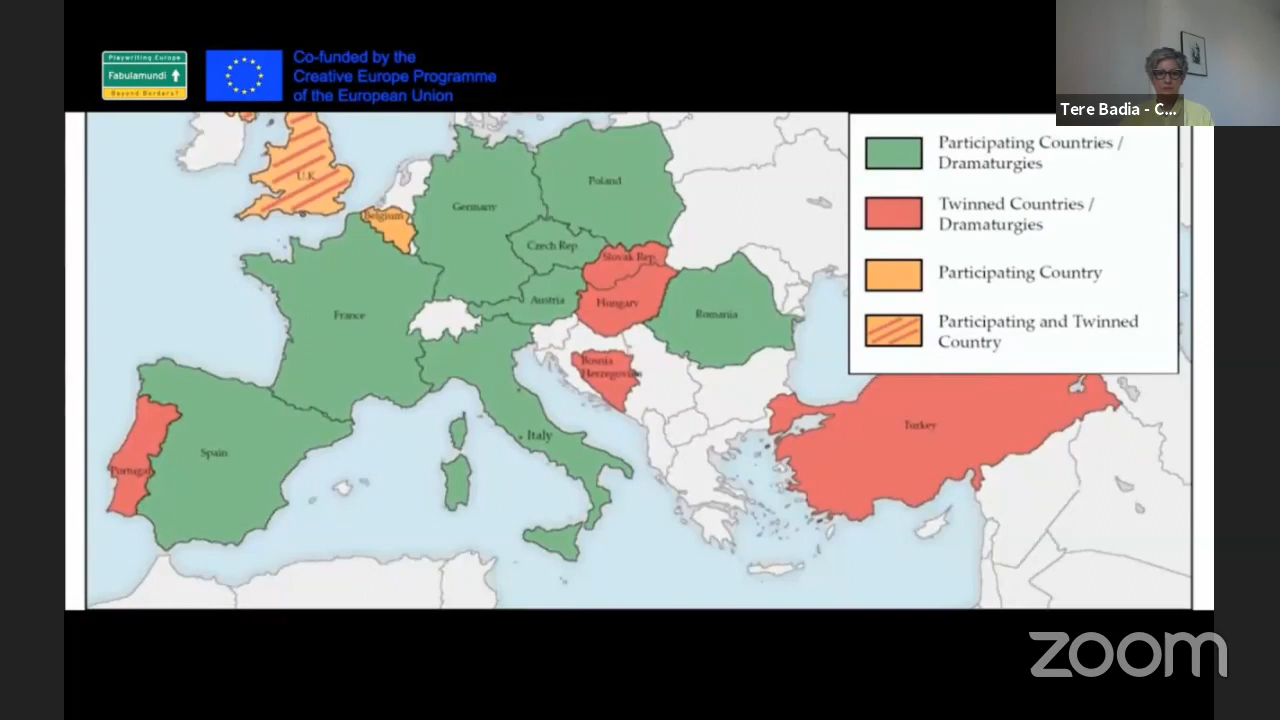 Playwriting Europe
Fabulamundi
Beyond Borders?
Co-funded by the
Creative Europe Programme
of the European Union
Tere Badia - C...
Participating Countries /
Dramaturgies
Twinned Countries /
Dramaturgies
Participating Country
Participating and Twinned
Country
U.K
Belgium
Germany
Poland
Czech Rep
Slovak Rep
Austria
Hungary
Romania
France
Bosnia
Herzegovina
Italy
Spain
Portugal
Turkey
zoom